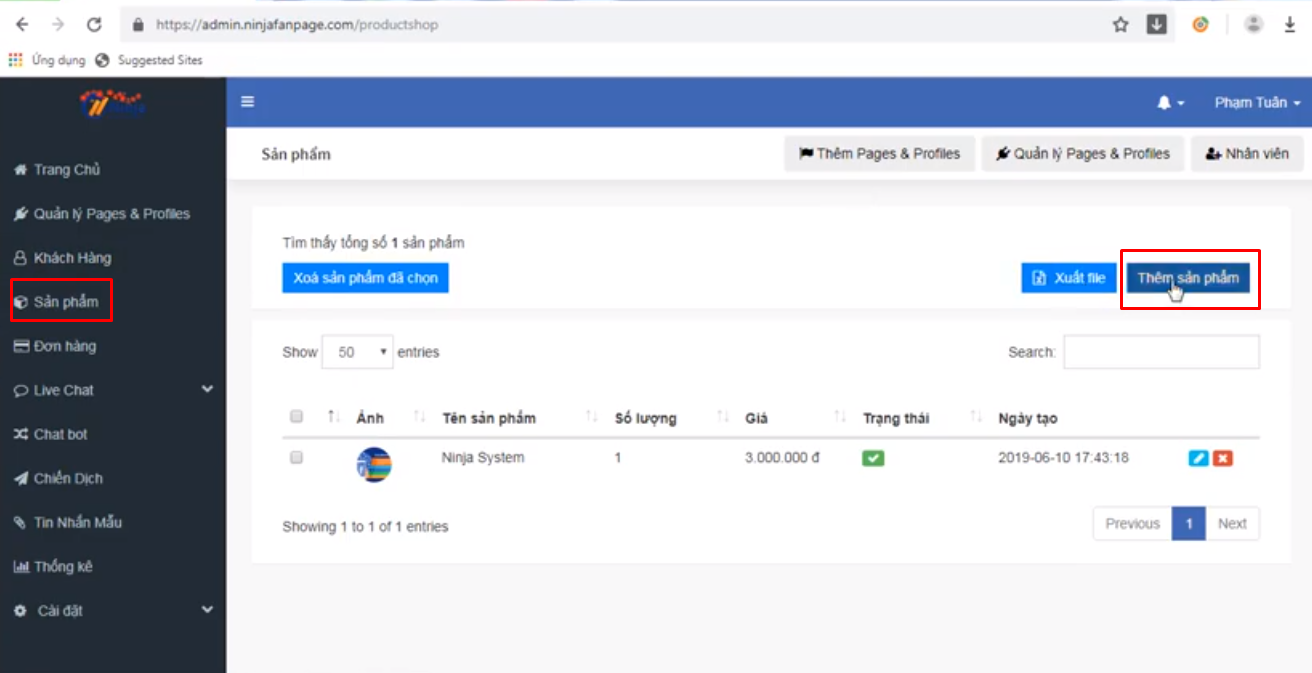 https://admin.ninjafanpage.com/productshop
Ứng dụng Suggested Sites
Phạm Tuân
Sản phẩm Thêm Pages & Profiles Quản lý Pages & Profiles Nhân viên
Trang Chủ
Quản lý Pages & Profiles
Khách Hàng
Sản phẩm
Đơn hàng
Live Chat
Chat bot
Chiến Dịch
Tin Nhắn Mẫu
Thống kê
Cài đặt
Tìm thấy tổng số 1 sản phẩm
Xoá sản phẩm đã chọn Xuất file Thêm sản phẩm
Show 50 entries Search:
Ảnh Tên sản phẩm Số lượng Giá Trạng thái Ngày tạo
Ninja System 1 3.000.000 đ 2019-06-10 17:43:18
Showing 1 to 1 of 1 entries Previous 1 Next